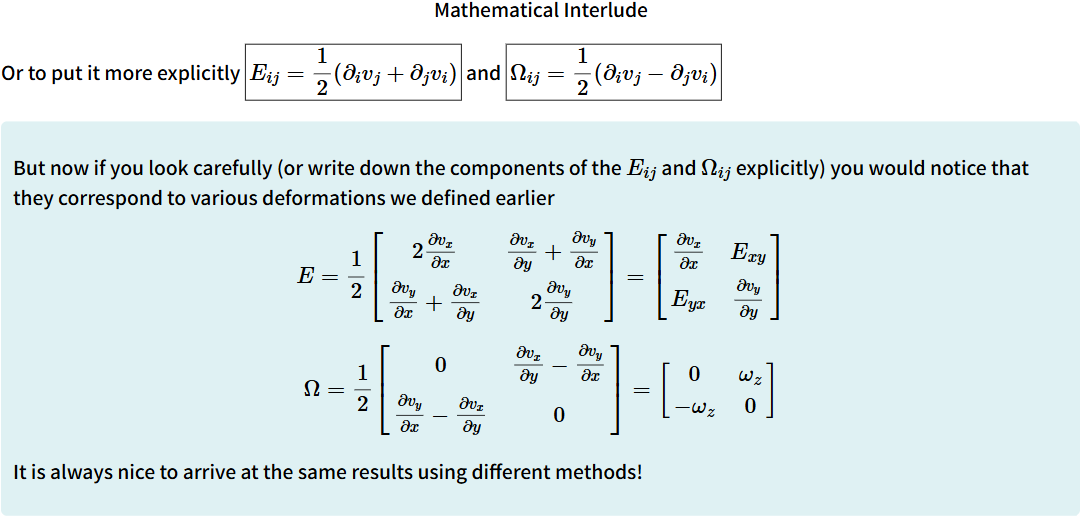 Mathematical Interlude
Or to put it more explicitly $E_{ij} = \frac{1}{2}(\partial_i v_j + \partial_j v_i)$ and $\Omega_{ij} = \frac{1}{2}(\partial_i v_j - \partial_j v_i)$
But now if you look carefully (or write down the components of the $E_{ij}$ and $\Omega_{ij}$ explicitly) you would notice that
they correspond to various deformations we defined earlier
$E = \frac{1}{2} \begin{bmatrix} 2\frac{\partial v_x}{\partial x} & \frac{\partial v_x}{\partial y} + \frac{\partial v_y}{\partial x} \\ \frac{\partial v_y}{\partial x} + \frac{\partial v_x}{\partial y} & 2\frac{\partial v_y}{\partial y} \end{bmatrix} = \begin{bmatrix} \frac{\partial v_x}{\partial x} & E_{xy} \\ E_{yx} & \frac{\partial v_y}{\partial y} \end{bmatrix}$
$\Omega = \frac{1}{2} \begin{bmatrix} 0 & \frac{\partial v_x}{\partial y} - \frac{\partial v_y}{\partial x} \\ \frac{\partial v_y}{\partial x} - \frac{\partial v_x}{\partial y} & 0 \end{bmatrix} = \begin{bmatrix} 0 & \omega_z \\ -\omega_z & 0 \end{bmatrix}$
It is always nice to arrive at the same results using different methods!